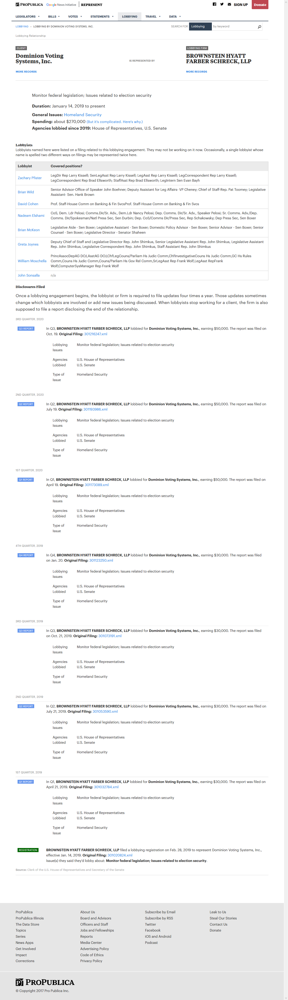 PROPUBLICA Google News Initiative REPRESENT SIGN UP Donate
LEGISLATORS BILLS VOTES STATEMENTS LOBBYING TRAVEL DATA
LOBBYING › LOBBYING BY DOMINION VOTING SYSTEMS, INC. SEARCH FOR Lobbying by keyword
Lobbying Relationship
CLIENT
Dominion Voting
Systems, Inc.
MORE RECORDS
IS REPRESENTED BY
LOBBYING FIRM
BROWNSTEIN HYATT
FARBER SCHRECK, LLP
MORE RECORDS
Monitor federal legislation; Issues related to election security
Duration: January 14, 2019 to present
General Issues: Homeland Security
Spending: about $270,000 (But it's complicated. Here's why.)
Agencies lobbied since 2019: House of Representatives, U.S. Senate
Lobbyists
Lobbyists named here were listed on a filing related to this lobbying engagement. They may not be working on it now. Occasionally, a single lobbyist whose
name is spelled two different ways on filings may be represented twice here.
Lobbyist Covered positions?
Zachary Pfister
LegDir Rep Larry Kissell; SenLegAsst Rep Larry Kissell; LegAsst Rep Larry Kissell; LegCorrespondent Rep Larry Kissell;
LegCorrespondent Rep Brad Ellsworth; StaffAsst Rep Brad Ellsworth; LegIntern Sen Evan Bayh
Brian Wild
Senior Advisor-Office of Speaker John Boehner; Deputy Assistant for Leg Affairs- VP Cheney; Chief of Staff-Rep. Pat Toomey; Legislative
Assistant- Sen. Hank Brown
David Cohen Prof. Staff-House Comm on Banking & Fin SvcsProf. Staff-House Comm on Banking & Fin Svcs
Nadeam Elshami
CoS, Dem. Ldr Pelosi; Comms.Dir/Sr. Adv., Dem.Ldr Nancy Pelosi; Dep. Comms. Dir/Sr. Adv., Speaker Pelosi; Sr. Comms. Adv./Dep.
Comms. Dir/Spokesman/Natl Press Sec, Sen Durbin; Dep. CoS/Comms Dir/Press Sec, Rep Schakowsky; Dep Press Sec, Sen Boxer
Brian McKeon
Legislative Aide - Sen Boxer; Legislative Assistant - Sen Boxer; Domestic Policy Advisor - Sen Boxer; Senior Advisor - Sen Boxer; Senior
Counsel - Sen Boxer; Legislative Director - Senator Shaheen
Greta Joynes
Deputy Chief of Staff and Legislative Director Rep. John Shimkus, Senior Legislative Assistant Rep. John Shimkus, Legislative Assistant
Rep. John Shimkus, Legislative Correspondent Rep. John Shimkus, Staff Assistant Rep. John Shimkus
William Moschella
PrincAssocDepAG DOJ,AsstAG DOJ,ChfLegCouns/Parliam Hs Judic Comm,ChfInvestigativeCouns Hs Judic Comm,GC Hs Rules
Comm,Couns Hs Judic Comm,Couns/Parliam Hs Gov Rel Comm,SrLegAsst Rep Frank Wolf,LegAsst RepFrank
Wolf,ComputerSysManager Rep Frank Wolf
John Sonsalla n/a
Disclosures Filed
Once a lobbying engagement begins, the lobbyist or firm is required to file updates four times a year. Those updates sometimes
change which lobbyists are involved or add new issues being discussed. When lobbyists stop working for a client, the firm is also
supposed to file a report disclosing the end of the relationship.
3RD QUARTER, 2020
Q3 REPORT In Q3, BROWNSTEIN HYATT FARBER SCHRECK, LLP lobbied for Dominion Voting Systems, Inc., earning $50,000. The report was filed on
Oct. 19. Original Filing: 301216247.xml
Lobbying Monitor federal legislation; Issues related to election security
Issues
Agencies U.S. House of Representatives
Lobbied U.S. Senate
Type of Homeland Security
Issue
2ND QUARTER, 2020
Q2 REPORT In Q2, BROWNSTEIN HYATT FARBER SCHRECK, LLP lobbied for Dominion Voting Systems, Inc., earning $50,000. The report was filed on
July 19. Original Filing: 301193986.xml
Lobbying Monitor federal legislation; Issues related to election security
Issues
Agencies U.S. House of Representatives
Lobbied U.S. Senate
Type of Homeland Security
Issue
1ST QUARTER, 2020
Q1 REPORT In Q1, BROWNSTEIN HYATT FARBER SCHRECK, LLP lobbied for Dominion Voting Systems, Inc., earning $50,000. The report was filed on
April 19. Original Filing: 301173089.xml
Lobbying Monitor federal legislation; Issues related to election security
Issues
Agencies U.S. House of Representatives
Lobbied U.S. Senate
Type of Homeland Security
Issue
4TH QUARTER, 2019
Q4 REPORT In Q4, BROWNSTEIN HYATT FARBER SCHRECK, LLP lobbied for Dominion Voting Systems, Inc., earning $30,000. The report was filed
on Jan. 20. Original Filing: 301123250.xml
Lobbying Monitor federal legislation; Issues related to election security
Issues
Agencies U.S. House of Representatives
Lobbied U.S. Senate
Type of Homeland Security
Issue
3RD QUARTER, 2019
Q3 REPORT In Q3, BROWNSTEIN HYATT FARBER SCHRECK, LLP lobbied for Dominion Voting Systems, Inc., earning $30,000. The report was filed
on Oct. 21, 2019. Original Filing: 301073191.xml
Lobbying Monitor federal legislation; Issues related to election security
Issues
Agencies U.S. House of Representatives
Lobbied U.S. Senate
Type of Homeland Security
Issue
2ND QUARTER, 2019
Q2 REPORT In Q2, BROWNSTEIN HYATT FARBER SCHRECK, LLP lobbied for Dominion Voting Systems, Inc., earning $30,000. The report was filed on
July 21, 2019. Original Filing: 301053590.xml
Lobbying Monitor federal legislation; Issues related to election security
Issues
Agencies U.S. House of Representatives
Lobbied U.S. Senate
Type of Homeland Security
Issue
1ST QUARTER, 2019
Q1 REPORT In Q1, BROWNSTEIN HYATT FARBER SCHRECK, LLP lobbied for Dominion Voting Systems, Inc., earning $30,000. The report was filed on
April 21, 2019. Original Filing: 301032784.xml
Lobbying Monitor federal legislation; Issues related to election security
Issues
Agencies U.S. House of Representatives
Lobbied U.S. Senate
Type of Homeland Security
Issue
REGISTRATION BROWNSTEIN HYATT FARBER SCHRECK, LLP filed a lobbying registration on Feb. 28, 2019 to represent Dominion Voting Systems, Inc.,
effective Jan. 14, 2019. Original Filing: 301020824.xml
Issue(s) they said they'd lobby about: Monitor federal legislation; Issues related to election security.
Source: Clerk of the U.S. House of Representatives and Secretary of the Senate
ProPublica About Us Subscribe by Email Leak to Us
ProPublica Illinois Board and Advisors Subscribe by RSS Steal Our Stories
The Data Store Officers and Staff Twitter Contact Us
Topics Jobs and Fellowships Facebook Donate
Series Reports iOS and Android
News Apps Media Center Podcast
Get Involved Advertising Policy
Impact Code of Ethics
Corrections Privacy Policy
PROPUBLICA
© Copyright 2017 Pro Publica Inc.